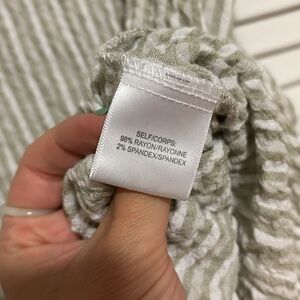 SELF/CORPS:
98% RAYON/RAYONNE
2% SPANDEX/SPANDEX